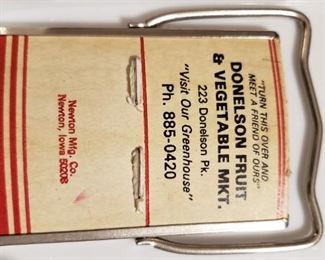 "TURN THIS OVER AND
MEET A FRIEND OF OURS"
DONELSON FRUIT
& VEGETABLE MKT.
223 Donelson Pk.
"Visit Our Greenhouse"
Ph. 885-0420
Newton Mfg. Co.
Newton, Iowa 50208